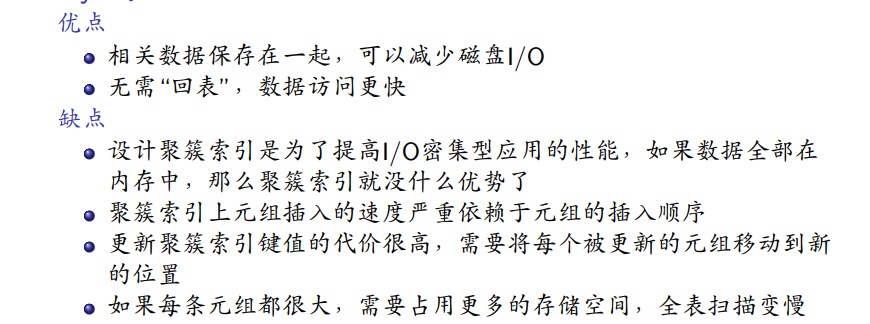 优点
相关数据保存在一起，可以减少磁盘I/O
无需“回表”，数据访问更快
缺点
设计聚簇索引是为了提高I/O密集型应用的性能，如果数据全部在
内存中，那么聚簇索引就没什么优势了
聚簇索引上元组插入的速度严重依赖于元组的插入顺序
更新聚簇索引键值的代价很高，需要将每个被更新的元组移动到新
的位置
如果每条元组都很大，需要占用更多的存储空间，全表扫描变慢